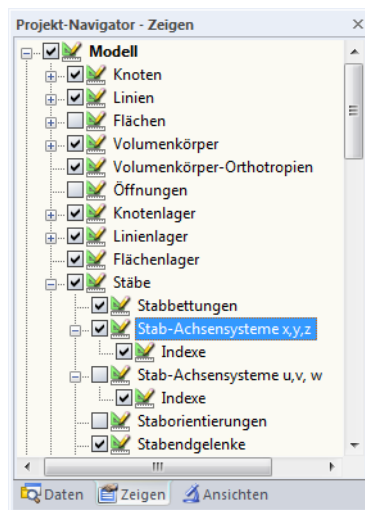 Projekt-Navigator - Zeigen
Modell
Knoten
Linien
Flächen
Volumenkörper
Volumenkörper-Orthotropien
Öffnungen
Knotenlager
Linienlager
Flächenlager
Stäbe
Stabbettungen
Stab-Achsensysteme x,y,z
Indexe
Stab-Achsensysteme u,v, w
Indexe
Staborientierungen
Stabendgelenke
Daten Zeigen Ansichten